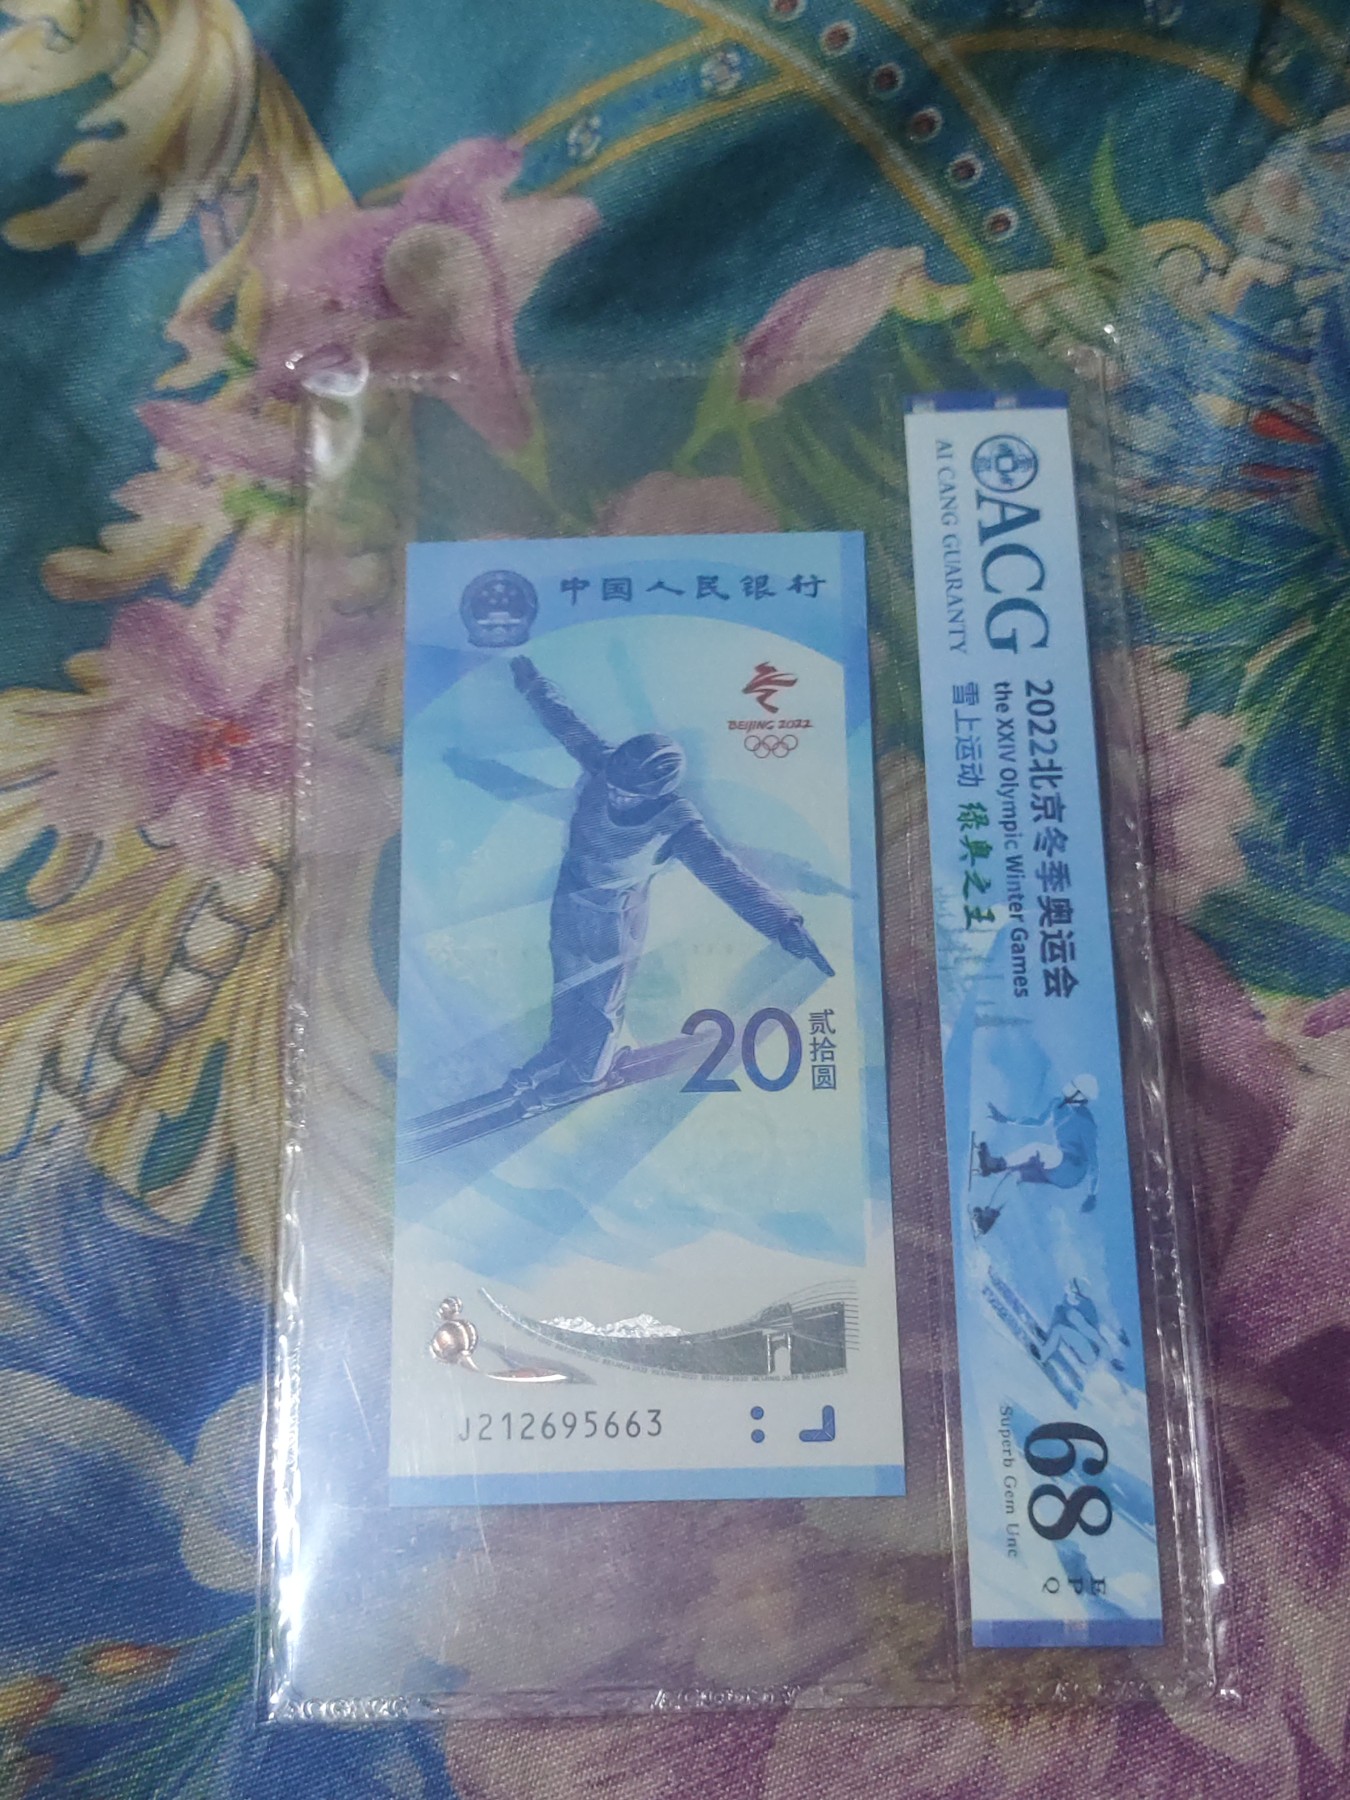 中国人民银行
BEIJING 2022
20
贰拾圆
J212695663
ACG
AI CANG GUARANTY
2022北京冬季奥运会
the XXIV Olympic Winter Games
雪上运动 绿奥之王
68
EPQ
Superb Gem Unc